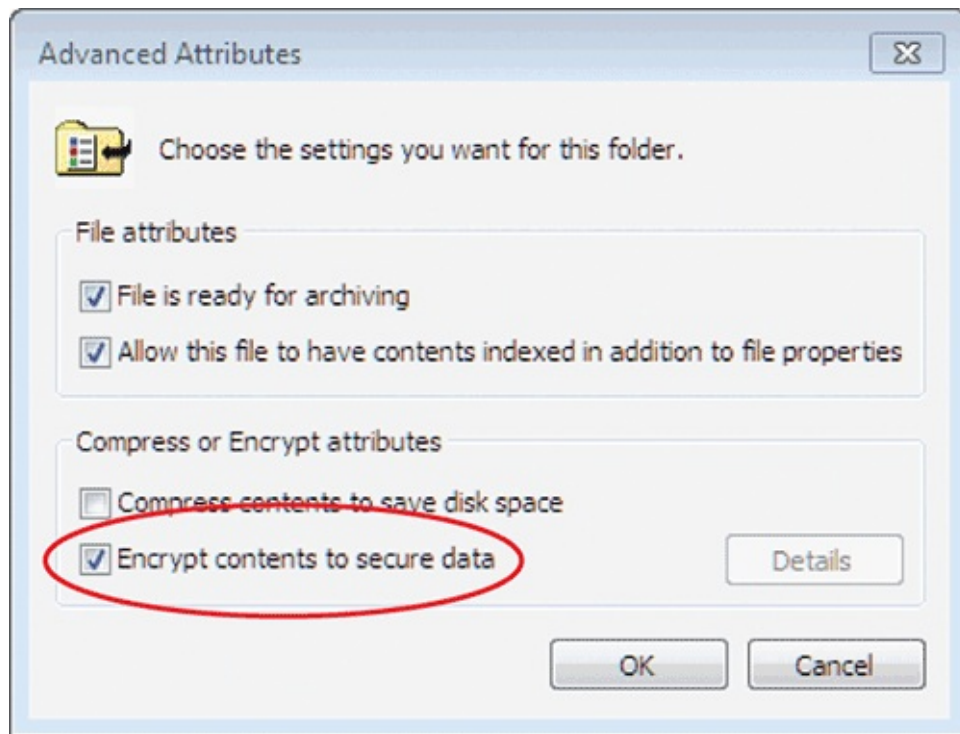 Advanced Attributes
Choose the settings you want for this folder.
File attributes
File is ready for archiving
Allow this file to have contents indexed in addition to file properties
Compress or Encrypt attributes
Compress contents to save disk space
Encrypt contents to secure data
Details
OK
Cancel